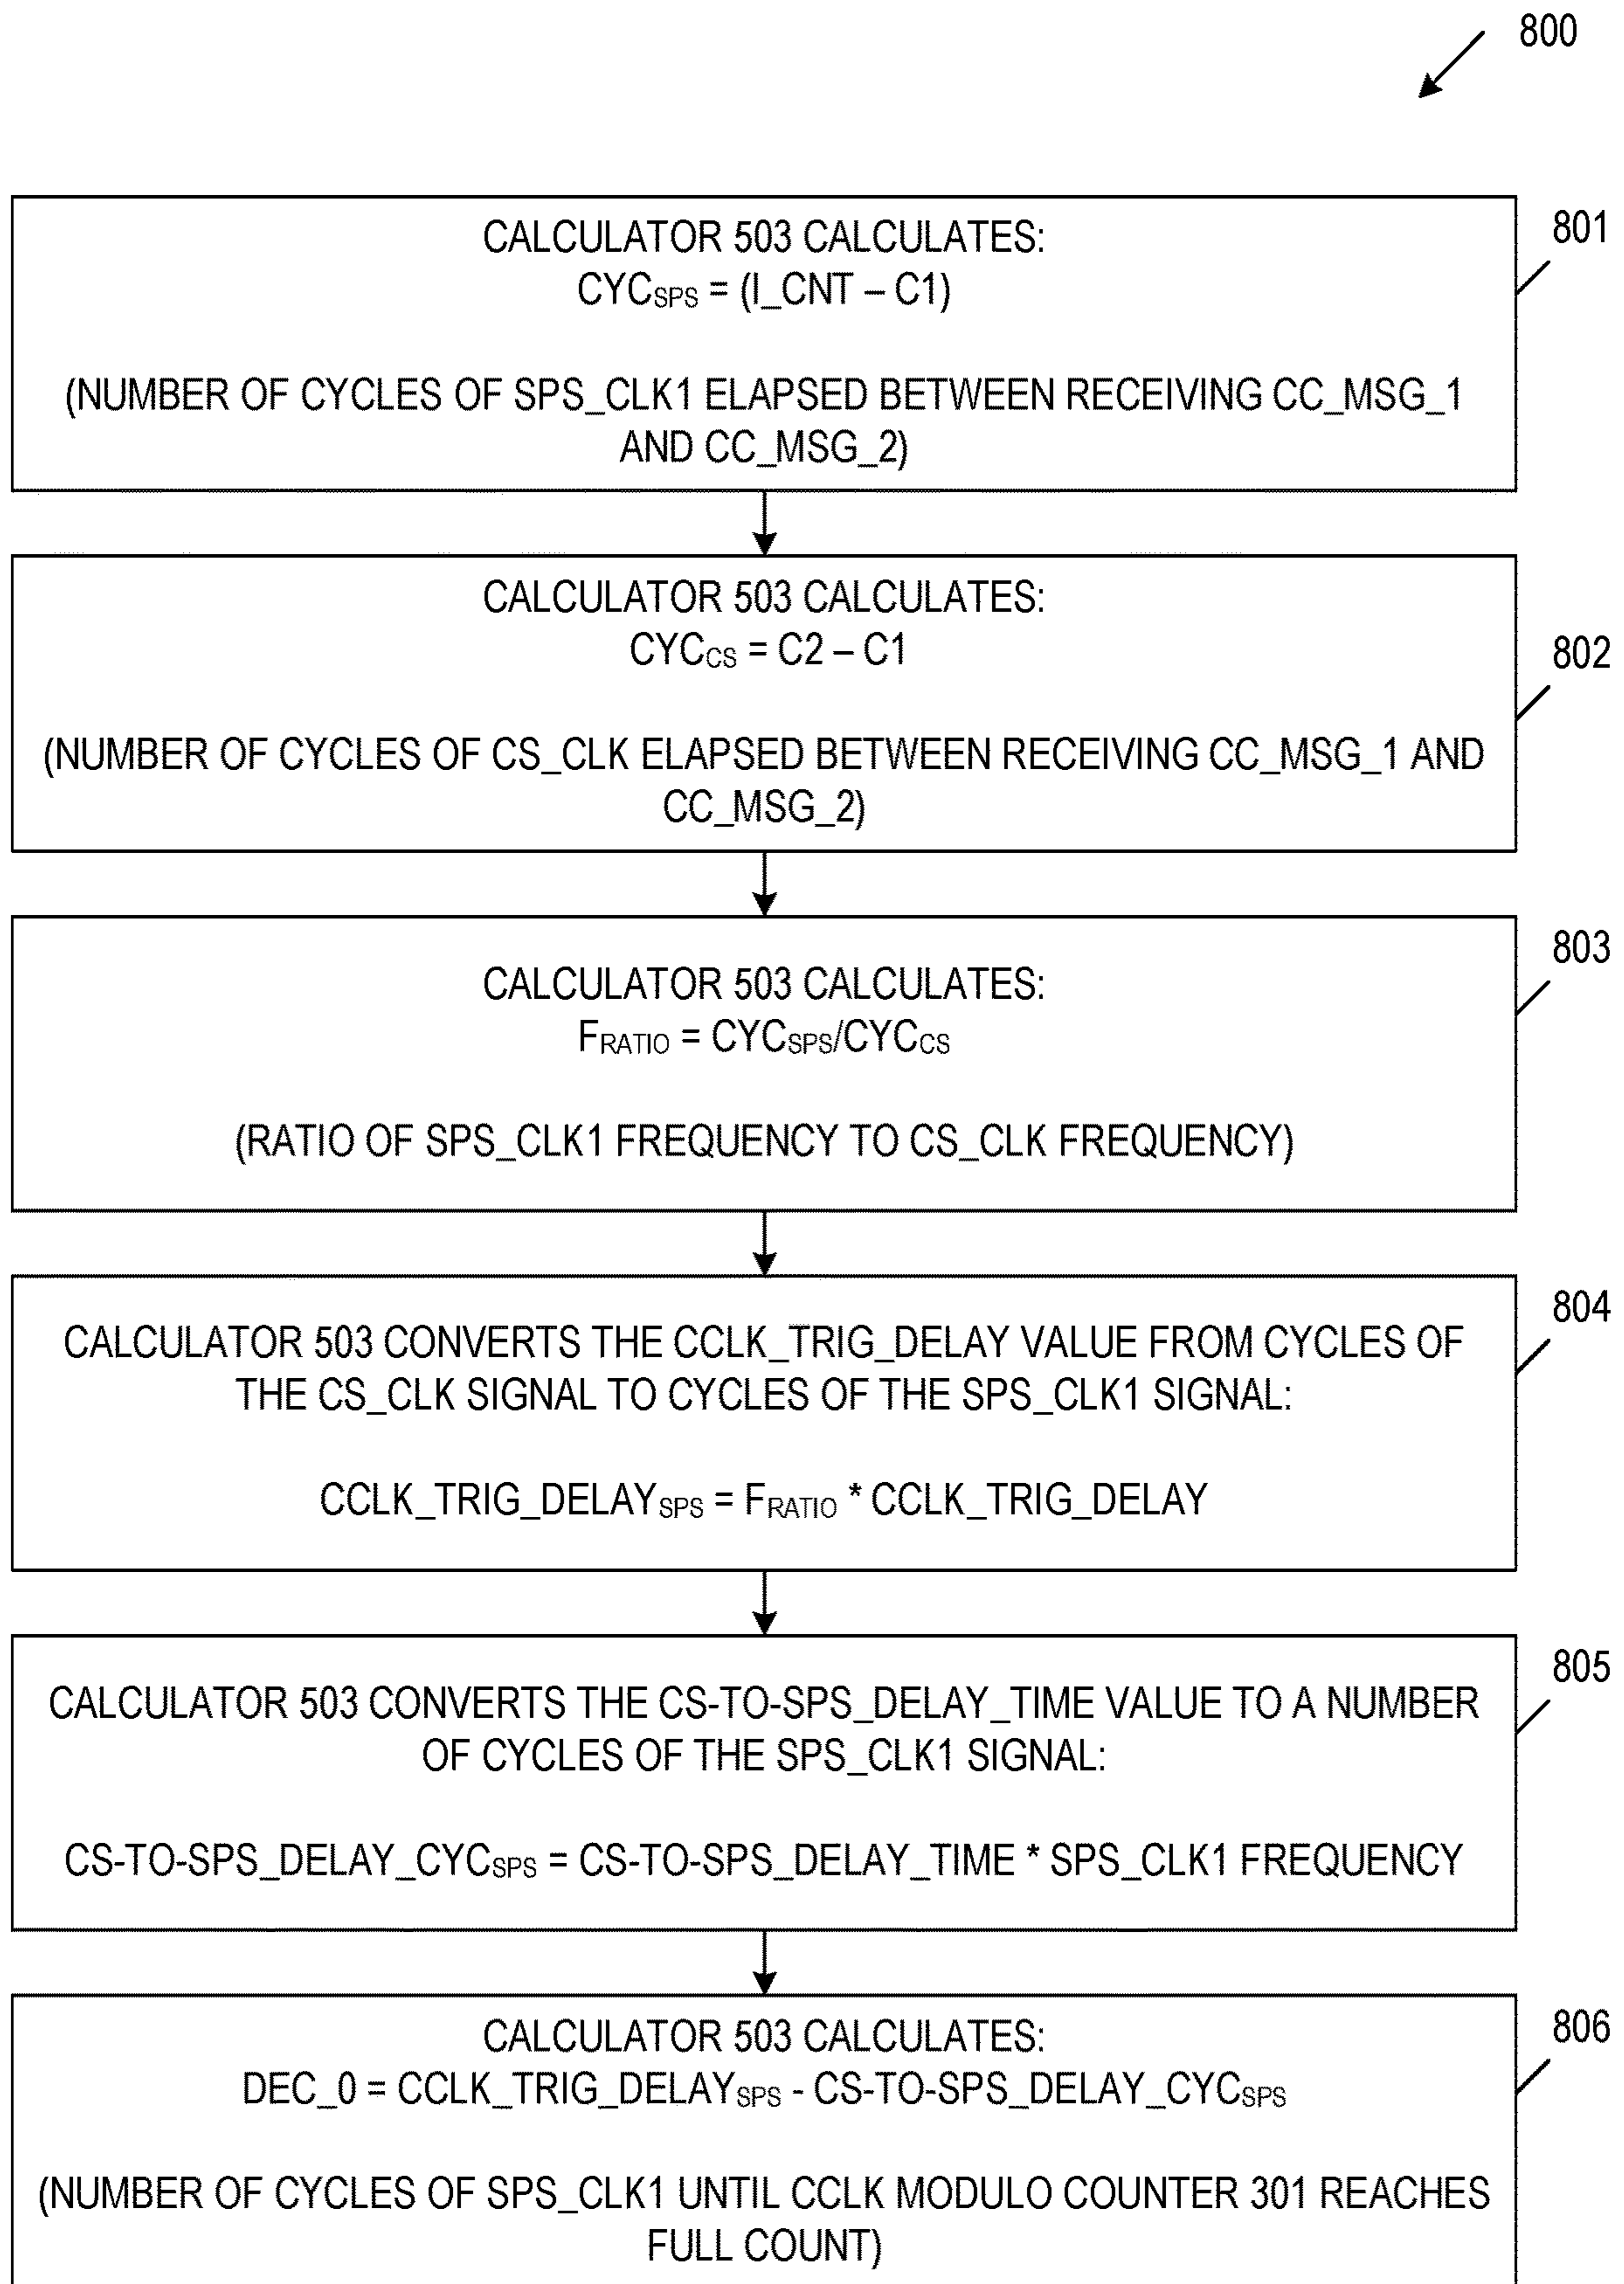 800
801
CALCULATOR 503 CALCULATES:
CYCSPS = (I_CNT – C1)
(NUMBER OF CYCLES OF SPS_CLK1 ELAPSED BETWEEN RECEIVING CC_MSG_1
AND CC_MSG_2)
802
CALCULATOR 503 CALCULATES:
CYCCS = C2 – C1
(NUMBER OF CYCLES OF CS_CLK ELAPSED BETWEEN RECEIVING CC_MSG_1 AND
CC_MSG_2)
803
CALCULATOR 503 CALCULATES:
FRATIO = CYCSPS/CYCCS
(RATIO OF SPS_CLK1 FREQUENCY TO CS_CLK FREQUENCY)
804
CALCULATOR 503 CONVERTS THE CCLK_TRIG_DELAY VALUE FROM CYCLES OF
THE CS_CLK SIGNAL TO CYCLES OF THE SPS_CLK1 SIGNAL:
CCLK_TRIG_DELAYSPS = FRATIO * CCLK_TRIG_DELAY
805
CALCULATOR 503 CONVERTS THE CS-TO-SPS_DELAY_TIME VALUE TO A NUMBER
OF CYCLES OF THE SPS_CLK1 SIGNAL:
CS-TO-SPS_DELAY_CYCSPS = CS-TO-SPS_DELAY_TIME * SPS_CLK1 FREQUENCY
806
CALCULATOR 503 CALCULATES:
DEC_0 = CCLK_TRIG_DELAYSPS - CS-TO-SPS_DELAY_CYCSPS
(NUMBER OF CYCLES OF SPS_CLK1 UNTIL CCLK MODULO COUNTER 301 REACHES
FULL COUNT)